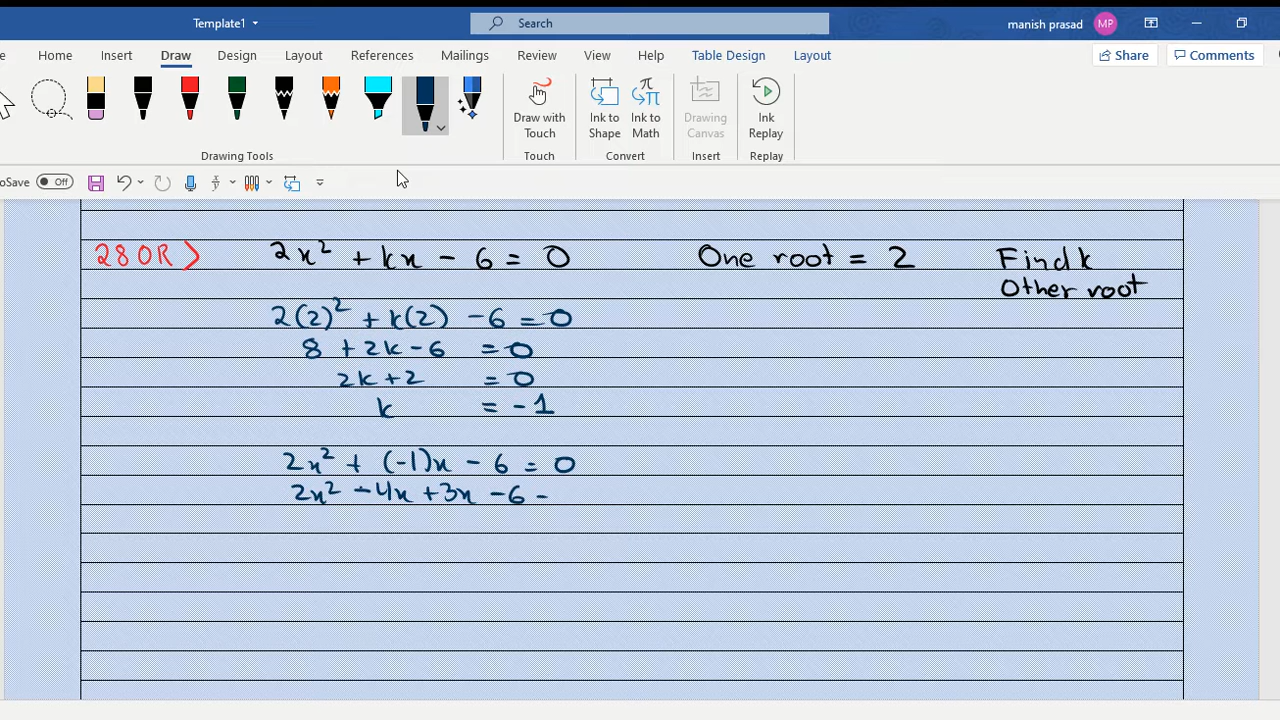 Template1
Search
manish prasad
MP
Home Insert Draw Design Layout References Mailings Review View Help Table Design Layout
Share
Comments
Draw with Touch
Ink to Shape
Ink to Math
Drawing Canvas
Ink Replay
Drawing Tools
Touch
Convert
Insert
Replay
oSave Off
28OR> 2x² + kx - 6 = 0 One root = 2 Find k
Other root
2(2)² + k(2) - 6 = 0
8 + 2k - 6 = 0
2k + 2 = 0
k = -1
2x² + (-1)x - 6 = 0
2x² - 4x + 3x - 6 -